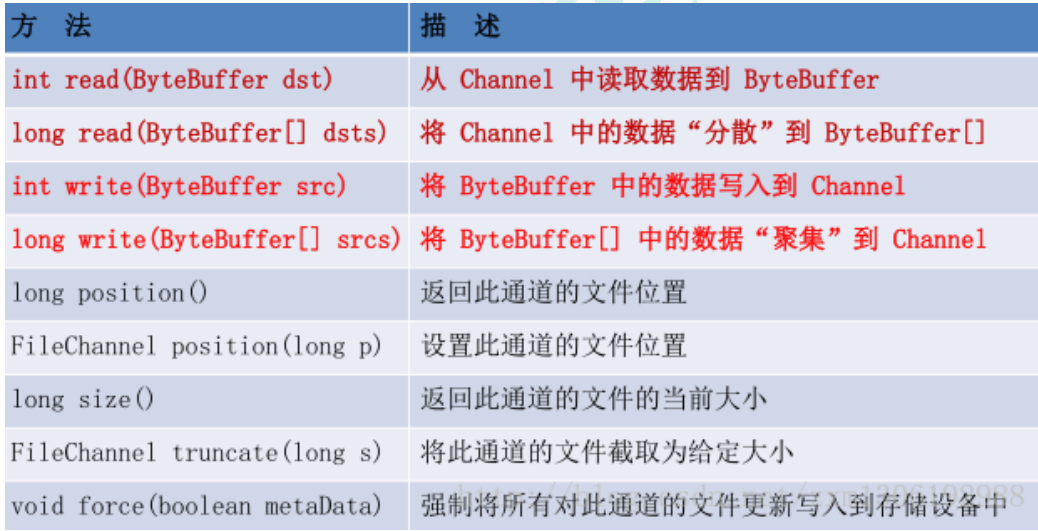 方 法 描 述
int read(ByteBuffer dst) 从 Channel 中读取数据到 ByteBuffer
long read(ByteBuffer[] dsts) 将 Channel 中的数据“分散”到 ByteBuffer[]
int write(ByteBuffer src) 将 ByteBuffer 中的数据写入到 Channel
long write(ByteBuffer[] srcs) 将 ByteBuffer[] 中的数据“聚集”到 Channel
long position() 返回此通道的文件位置
FileChannel position(long p) 设置此通道的文件位置
long size() 返回此通道的文件的当前大小
FileChannel truncate(long s) 将此通道的文件截取为给定大小
void force(boolean metaData) 强制将所有对此通道的文件更新写入到存储设备中